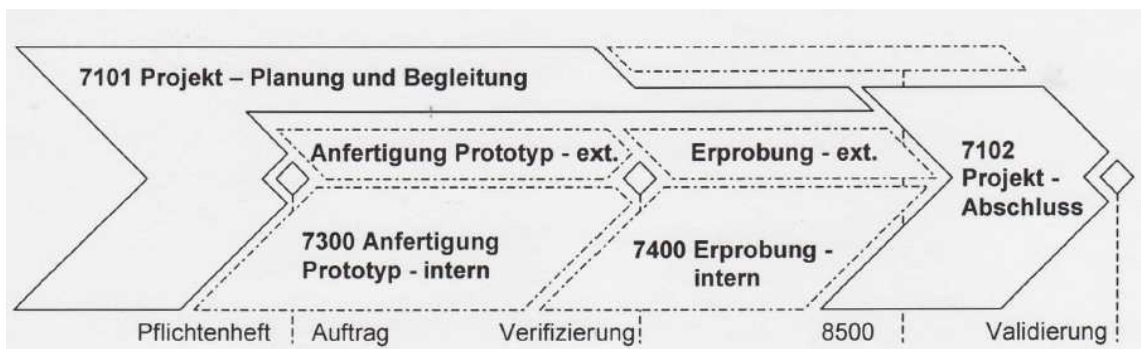 7101 Projekt – Planung und Begleitung
Anfertigung Prototyp - ext.
Erprobung - ext.
7102
Projekt -
Abschluss
7300 Anfertigung
Prototyp - intern
7400 Erprobung -
intern
Pflichtenheft
Auftrag
Verifizierung
8500
Validierung